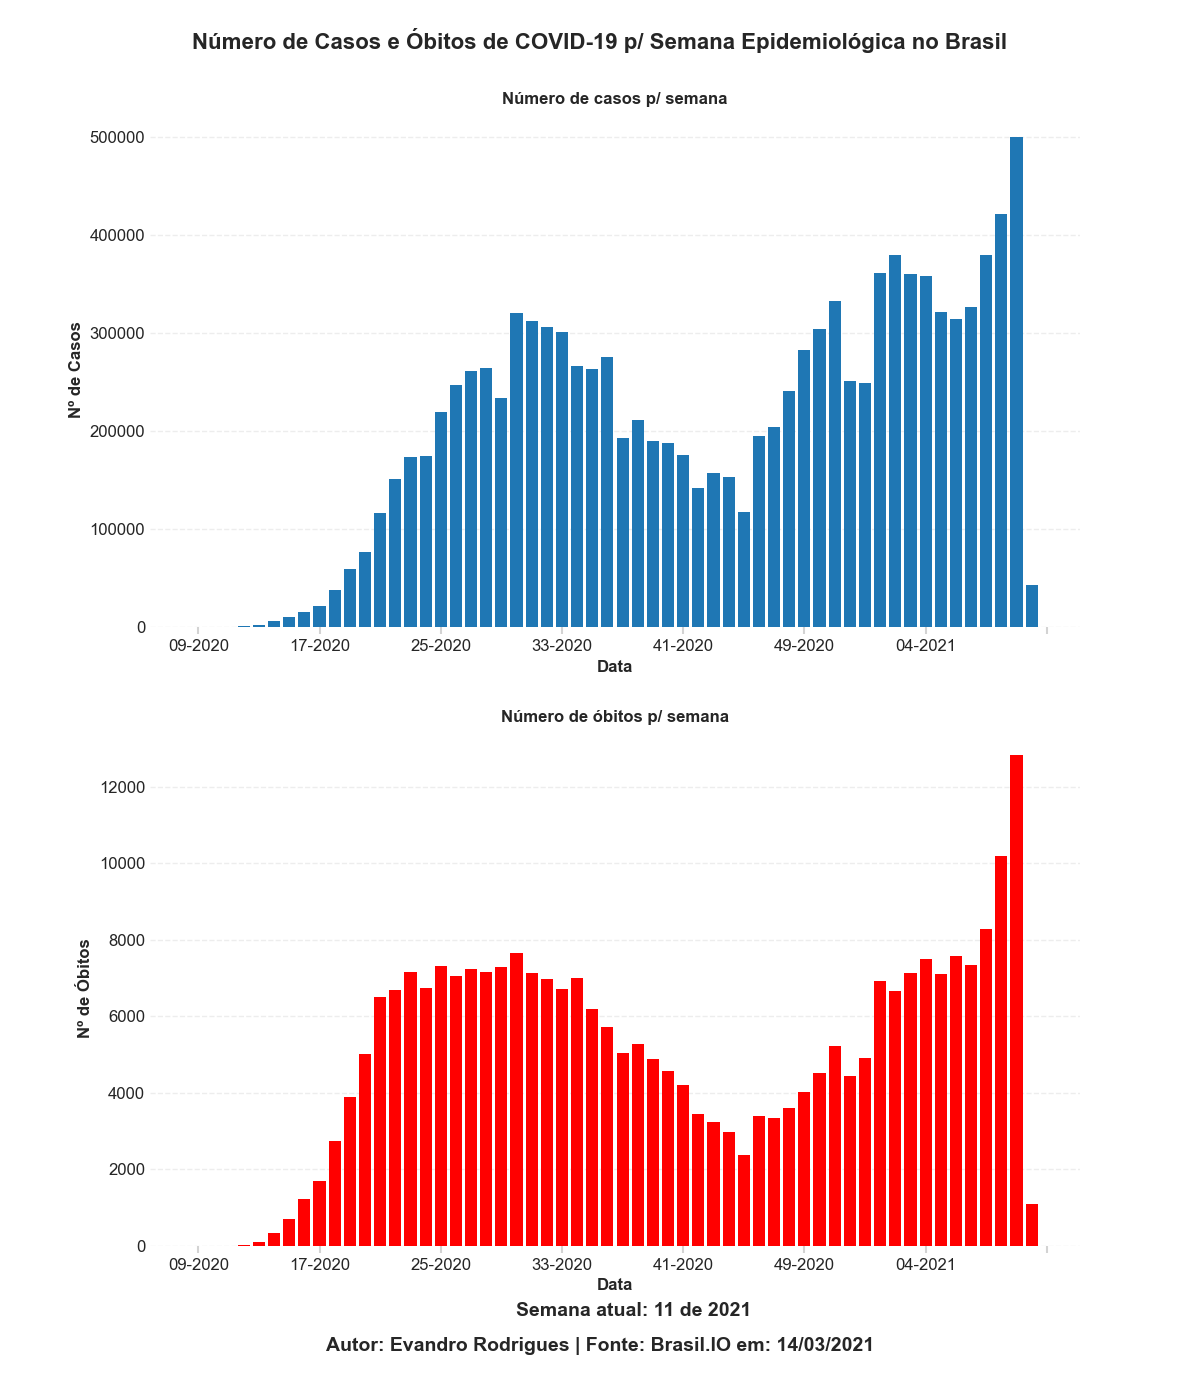 Número de Casos e Óbitos de COVID-19 p/ Semana Epidemiológica no Brasil
Número de casos p/ semana
500000
400000
300000
200000
100000
0
Nº de Casos
09-2020 17-2020 25-2020 33-2020 41-2020 49-2020 04-2021
Data
Número de óbitos p/ semana
12000
10000
8000
6000
4000
2000
0
Nº de Óbitos
09-2020 17-2020 25-2020 33-2020 41-2020 49-2020 04-2021
Data
Semana atual: 11 de 2021
Autor: Evandro Rodrigues | Fonte: Brasil.IO em: 14/03/2021